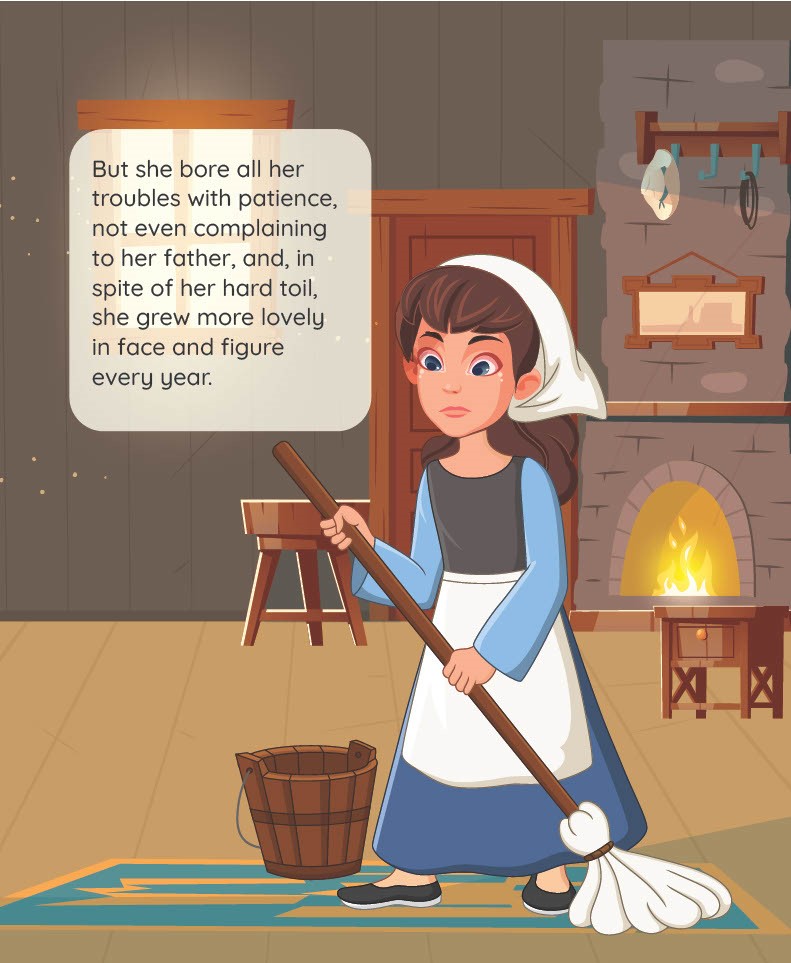 But she bore all her
troubles with patience,
not even complaining
to her father, and, in
spite of her hard toil,
she grew more lovely
in face and figure
every year.